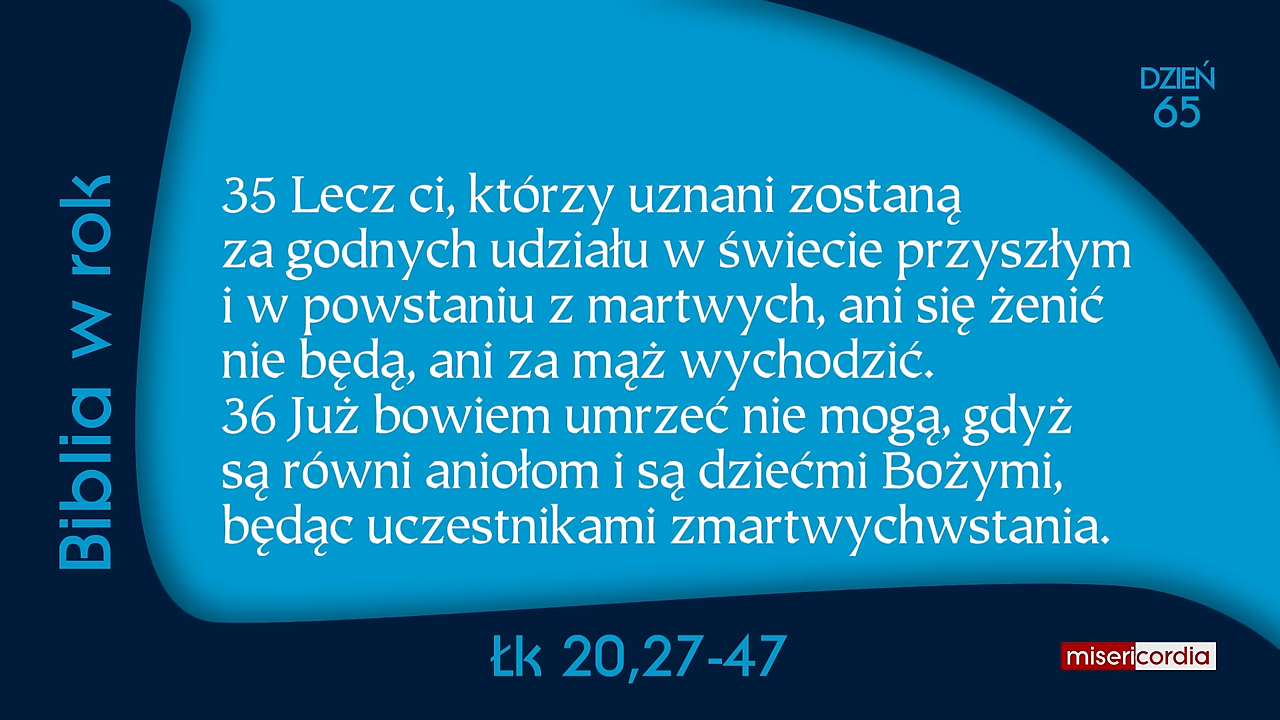 DZIEŃ
65
Biblia w rok
35 Lecz ci, którzy uznani zostaną
za godnych udziału w świecie przyszłym
i w powstaniu z martwych, ani się żenić
nie będą, ani za mąż wychodzić.
36 Już bowiem umrzeć nie mogą, gdyż
są równi aniołom i są dziećmi Bożymi,
będąc uczestnikami zmartwychwstania.
Łk 20,27-47
misericordia